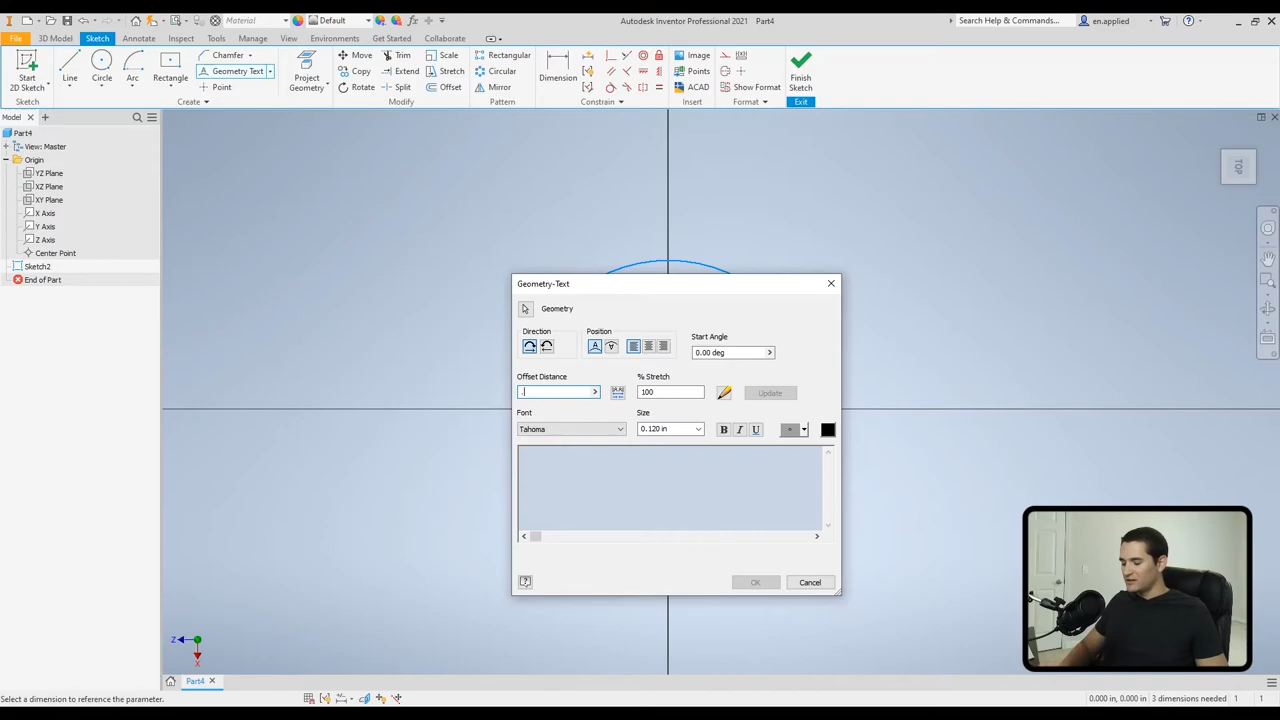 Material
Default
Autodesk Inventor Professional 2021 Part4
Search Help & Commands...
en.applied
File
3D Model
Sketch
Annotate
Inspect
Tools
Manage
View
Environments
Get Started
Collaborate
Start
2D Sketch
Line
Circle
Arc
Rectangle
Chamfer
Geometry Text
Point
Project
Geometry
Move
Copy
Rotate
Trim
Extend
Split
Scale
Stretch
Offset
Rectangular
Circular
Mirror
Dimension
Image
Points
ACAD
Show Format
Finish
Sketch
Sketch
Create
Modify
Pattern
Constrain
Insert
Format
Exit
Model
Part4
View: Master
Origin
YZ Plane
XZ Plane
XY Plane
X Axis
Y Axis
Z Axis
Center Point
Sketch2
End of Part
TOP
Geometry-Text
Geometry
Direction
Position
Start Angle
0.00 deg
Offset Distance
.
% Stretch
100
Update
Font
Size
Tahoma
0.120 in
B
I
U
OK
Cancel
Z
X
Part4
Select a dimension to reference the parameter.
0.000 in, 0.000 in
3 dimensions needed
1
1